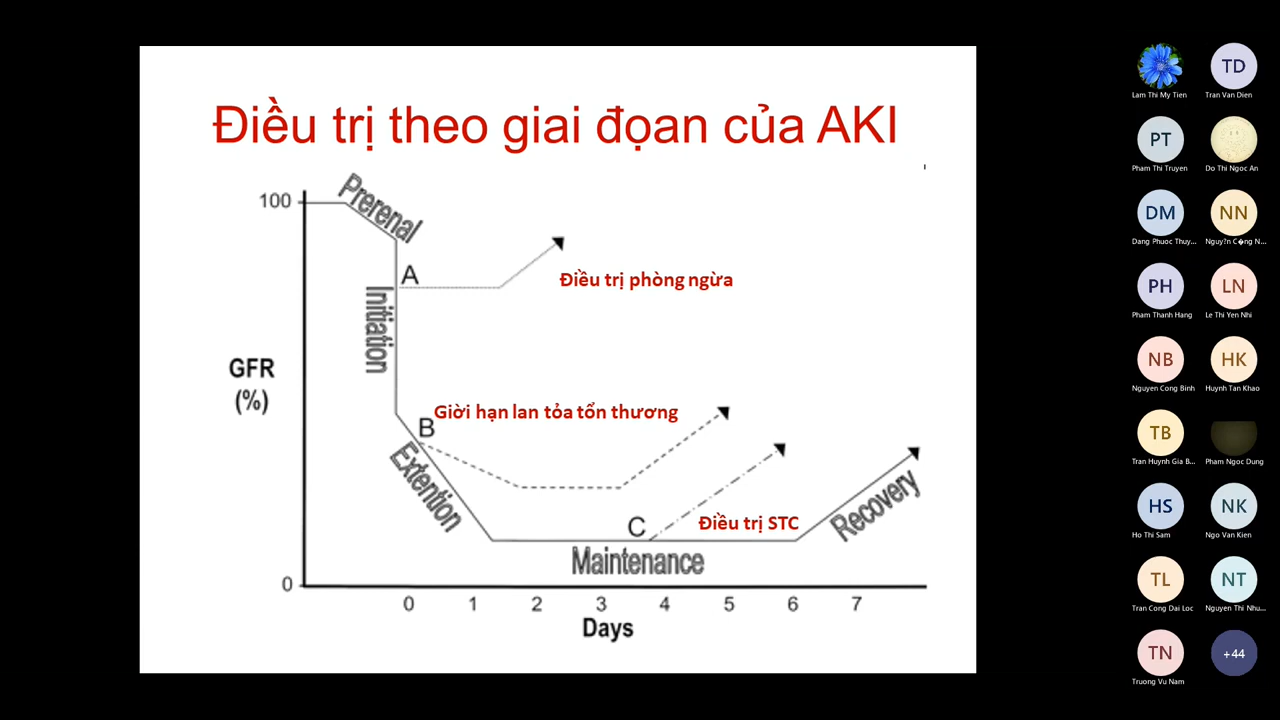 Điều trị theo giai đọan của AKI
100
Prerenal
A
Điều trị phòng ngừa
Initiation
GFR
(%)
Giời hạn lan tỏa tổn thương
B
Extention
C
Điều trị STC
Recovery
Maintenance
0
0 1 2 3 4 5 6 7
Days
Lam Thi My Tien
TD
Tran Van Dien
PT
Pham Thi Truyen
Do Thi Ngoc An
DM
Dang Phuoc Thuy...
NN
Nguy?n C�ng N...
PH
Pham Thanh Hang
LN
Le Thi Yen Nhi
NB
Nguyen Cong Binh
HK
Huynh Tan Khao
TB
Tran Huynh Gia B...
Pham Ngoc Dung
HS
Ho Thi Sam
NK
Ngo Van Kien
TL
Tran Cong Dai Loc
NT
Nguyen Thi Nhu...
TN
Truong Vu Nam
+44